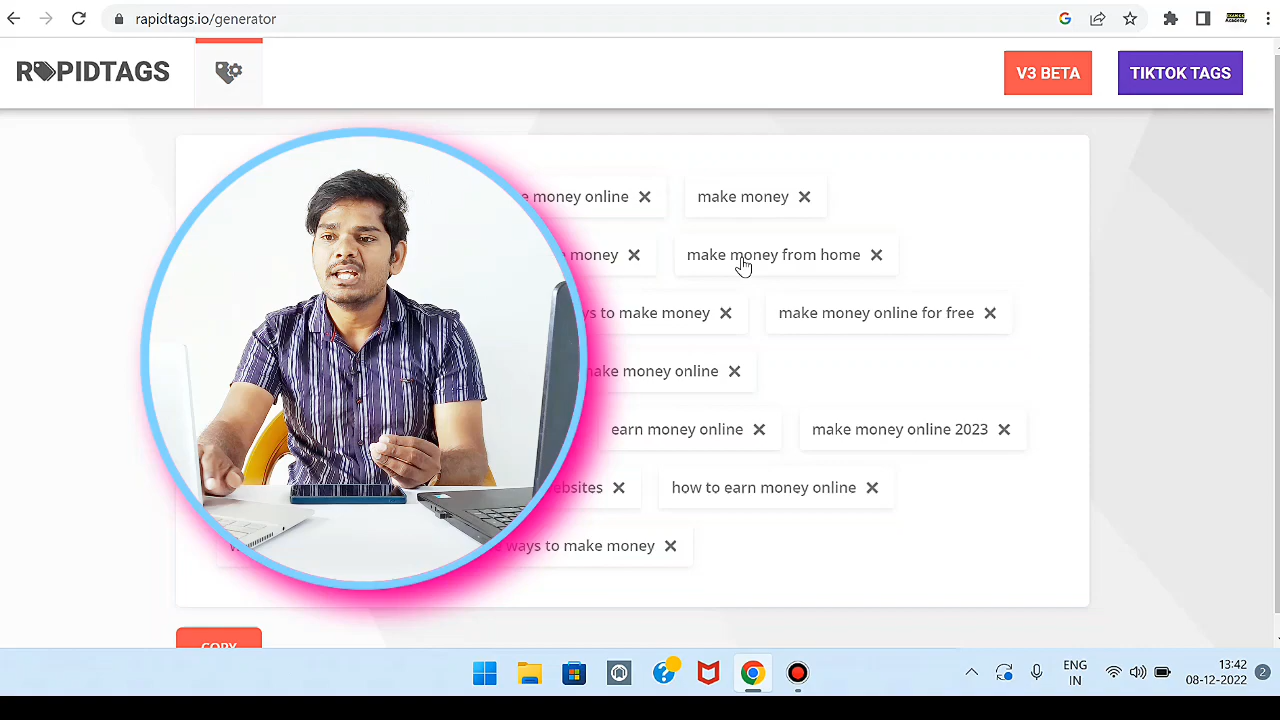 rapidtags.io/generator
RAPIDTAGS
V3 BETA
TIKTOK TAGS
money online ✕
make money ✕
money ✕
make money from home ✕
to make money ✕
make money online for free ✕
make money online ✕
earn money online ✕
make money online 2023 ✕
✕
how to earn money online ✕
ways to make money ✕
COPY
ENG
IN
13:42
08-12-2022
2